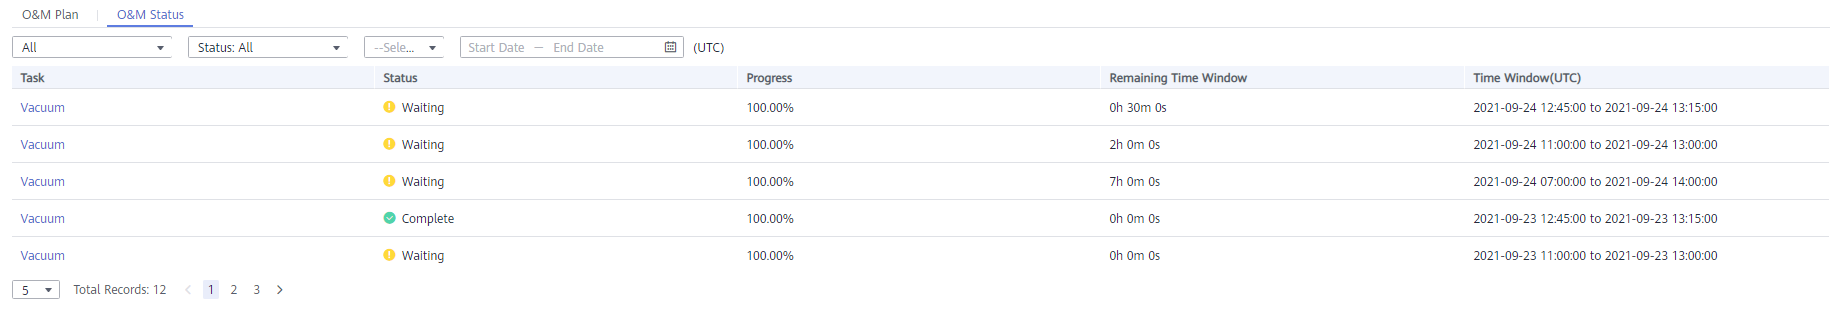 O&M Plan O&M Status
All Status: All --Sele... Start Date — End Date (UTC)
Task Status Progress Remaining Time Window Time Window(UTC)
Vacuum Waiting 100.00% 0h 30m 0s 2021-09-24 12:45:00 to 2021-09-24 13:15:00
Vacuum Waiting 100.00% 2h 0m 0s 2021-09-24 11:00:00 to 2021-09-24 13:00:00
Vacuum Waiting 100.00% 7h 0m 0s 2021-09-24 07:00:00 to 2021-09-24 14:00:00
Vacuum Complete 100.00% 0h 0m 0s 2021-09-23 12:45:00 to 2021-09-23 13:15:00
Vacuum Waiting 100.00% 0h 0m 0s 2021-09-23 11:00:00 to 2021-09-23 13:00:00
5 Total Records: 12 < 1 2 3 >